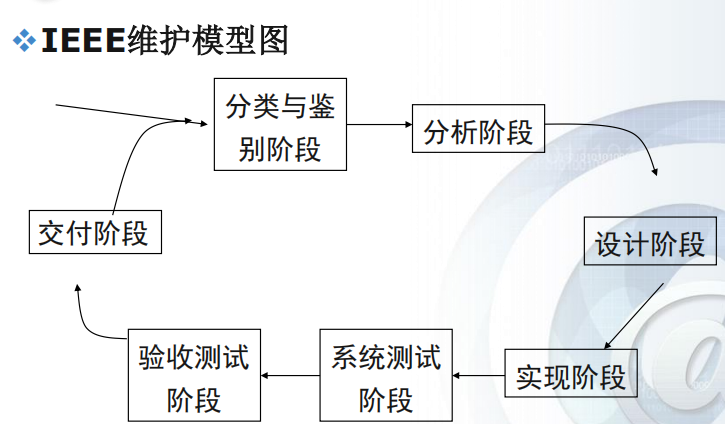 IEEE维护模型图
分类与鉴
别阶段
分析阶段
设计阶段
实现阶段
系统测试
阶段
验收测试
阶段
交付阶段